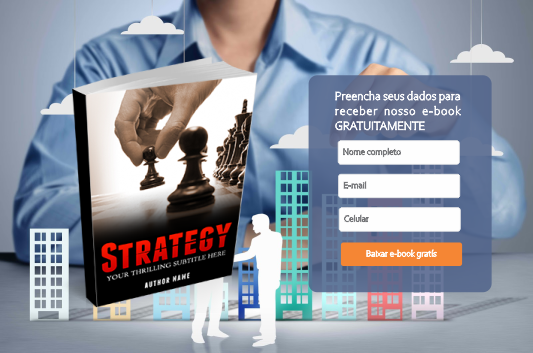 Preencha seus dados para
receber nosso e-book
GRATUITAMENTE
Nome completo
E-mail
Celular
Baixar e-book gratis
STRATEGY
YOUR THRILLING SUBTITLE HERE
AUTHOR NAME